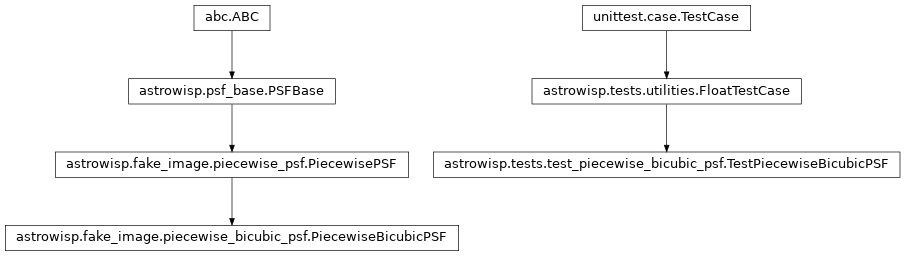 abc.ABC
unittest.case.TestCase
astrowisp.psf_base.PSFBase
astrowisp.tests.utilities.FloatTestCase
astrowisp.fake_image.piecewise_psf.PiecewisePSF
astrowisp.tests.test_piecewise_bicubic_psf.TestPiecewiseBicubicPSF
astrowisp.fake_image.piecewise_bicubic_psf.PiecewiseBicubicPSF